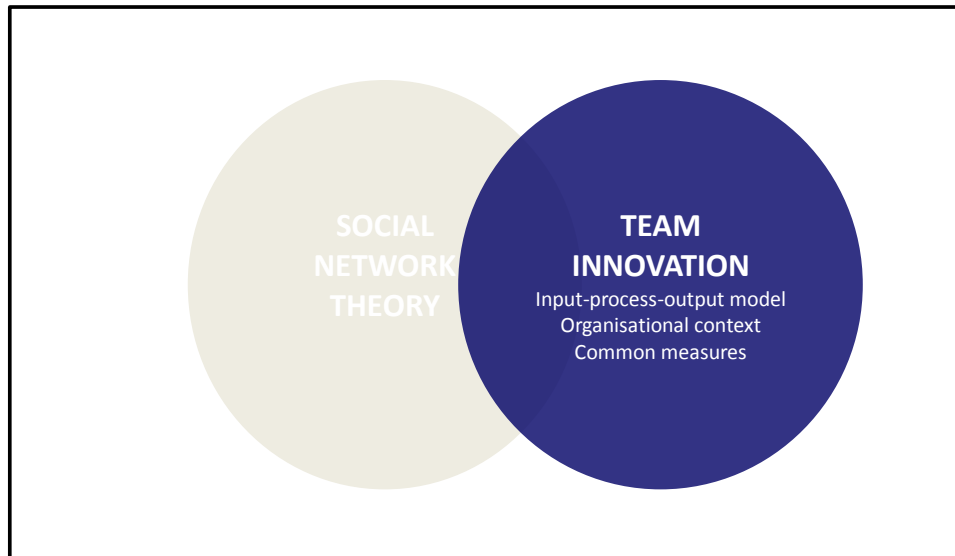 SOCIAL
NETWORK
THEORY
TEAM
INNOVATION
Input-process-output model
Organisational context
Common measures